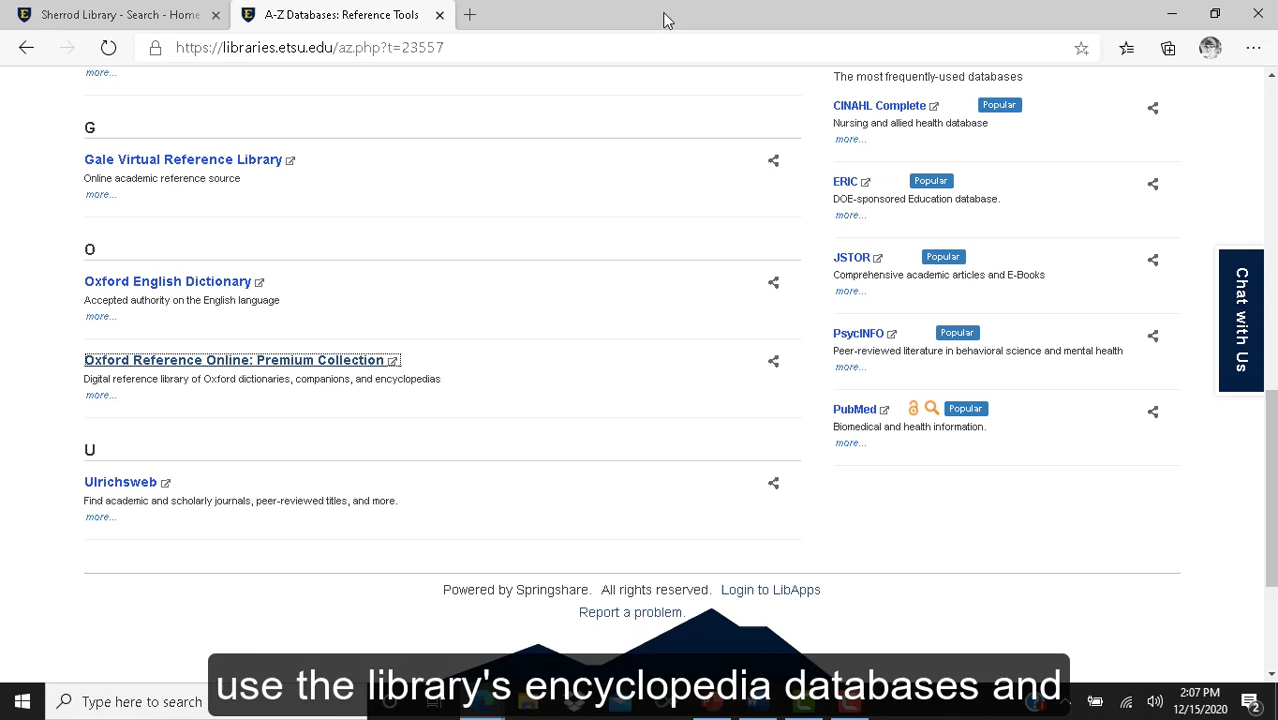 Sherrod Library - Home
A-Z Databases: Reference Tools
https://libraries.etsu.edu/az.php?t=23557
more...
G
Gale Virtual Reference Library
Online academic reference source
more...
O
Oxford English Dictionary
Accepted authority on the English language
more...
Oxford Reference Online: Premium Collection
Digital reference library of Oxford dictionaries, companions, and encyclopedias
more...
U
Ulrichsweb
Find academic and scholarly journals, peer-reviewed titles, and more.
more...
The most frequently-used databases
CINAHL Complete Popular
Nursing and allied health database
more...
ERIC Popular
DOE-sponsored Education database.
more...
JSTOR Popular
Comprehensive academic articles and E-Books
more...
PsycINFO Popular
Peer-reviewed literature in behavioral science and mental health
more...
PubMed Popular
Biomedical and health information.
more...
Chat with Us
Powered by Springshare. All rights reserved. Login to LibApps
Report a problem.
use the library's encyclopedia databases and
Type here to search
2:07 PM
12/15/2020
2